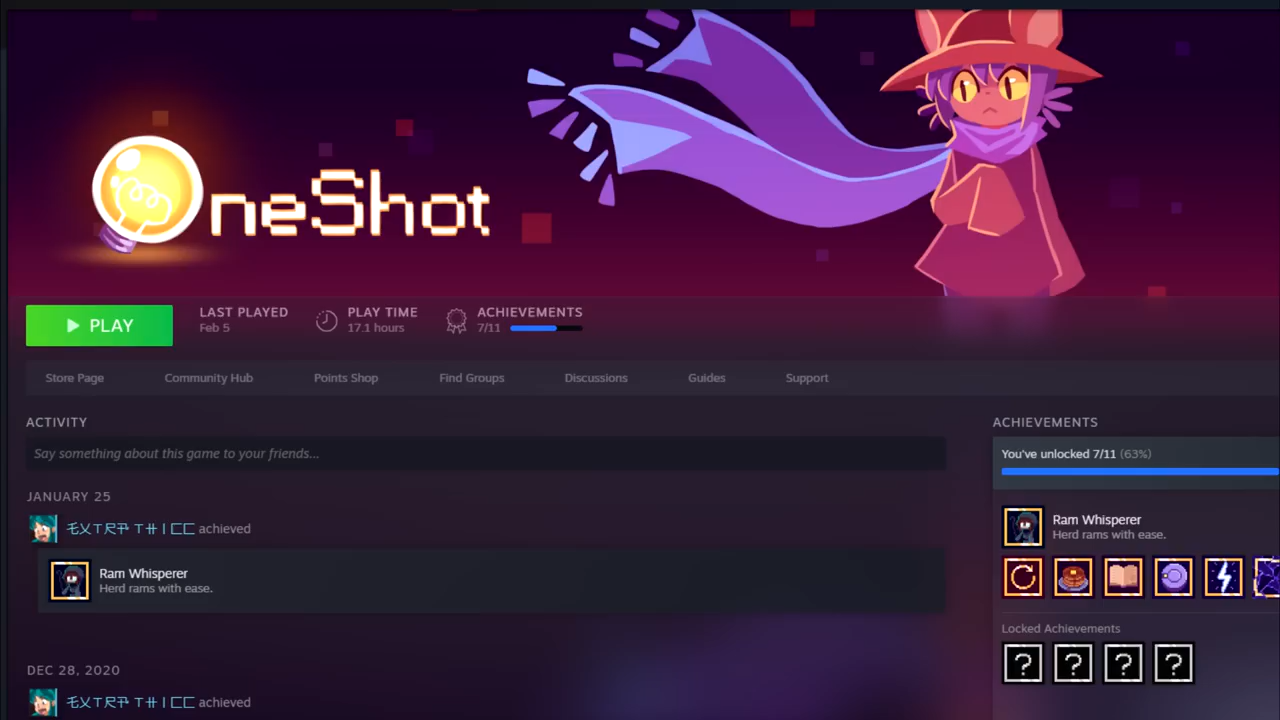 OneShot
PLAY
LAST PLAYED
Feb 5
PLAY TIME
17.1 hours
ACHIEVEMENTS
7/11
Store Page
Community Hub
Points Shop
Find Groups
Discussions
Guides
Support
ACTIVITY
Say something about this game to your friends...
JANUARY 25
achieved
Ram Whisperer
Herd rams with ease.
DEC 28, 2020
achieved
ACHIEVEMENTS
You've unlocked 7/11 (63%)
Ram Whisperer
Herd rams with ease.
Locked Achievements
? ? ? ?